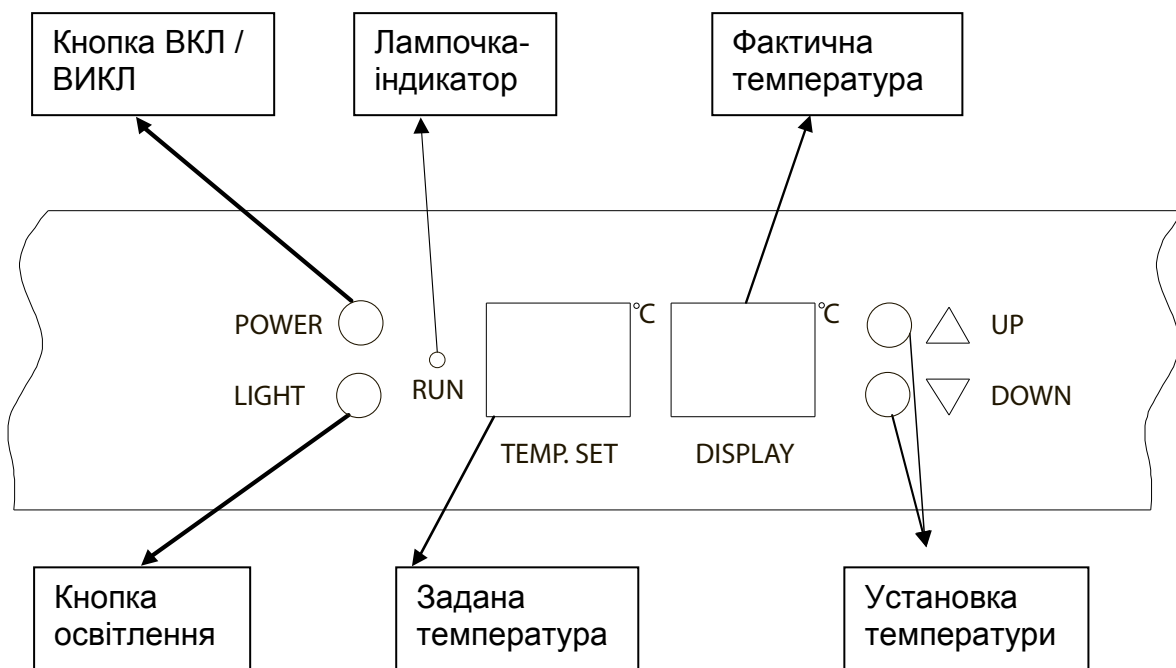 Кнопка ВКЛ /
ВИКЛ
Лампочка-
індикатор
Фактична
температура
POWER
°C
°C
UP
LIGHT
RUN
DOWN
TEMP. SET
DISPLAY
Кнопка
освітлення
Задана
температура
Установка
температури